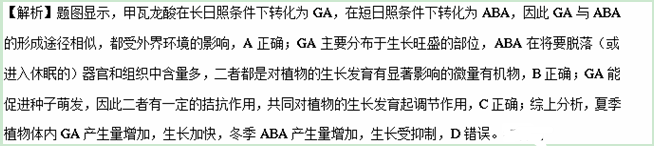 【解析】题图显示，甲瓦龙酸在长日照条件下转化为 GA，在短日照条件下转化为 ABA，因此 GA 与 ABA
的形成途径相似，都受外界环境的影响，A 正确；GA 主要分布于生长旺盛的部位，ABA 在将要脱落（或
进入休眠的）器官和组织中含量多，二者都是对植物的生长发育有显著影响的微量有机物，B 正确；GA 能
促进种子萌发，因此二者有一定的拮抗作用，共同对植物的生长发育起调节作用，C 正确；综上分析，夏季
植物体内 GA 产生量增加，生长加快，冬季 ABA 产生量增加，生长受抑制，D 错误。